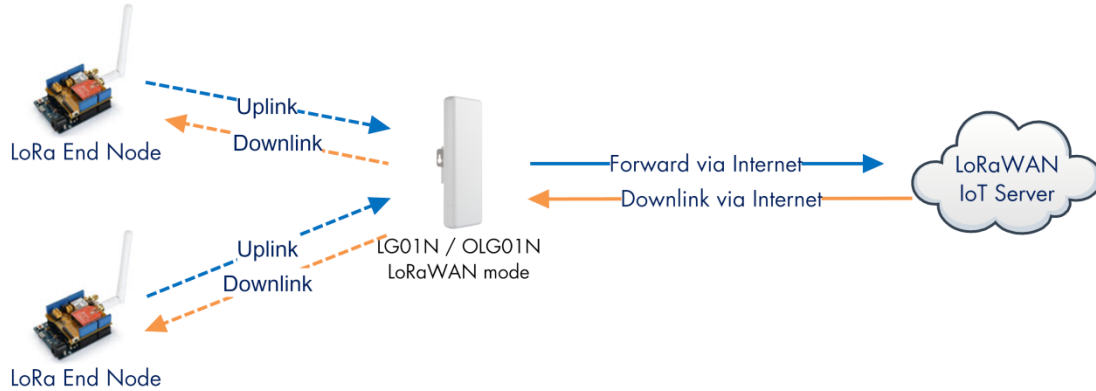 Uplink
Downlink
LoRa End Node
Forward via Internet
Downlink via Internet
LoRaWAN
IoT Server
Uplink
Downlink
LG01N / OLG01N
LoRaWAN mode
LoRa End Node